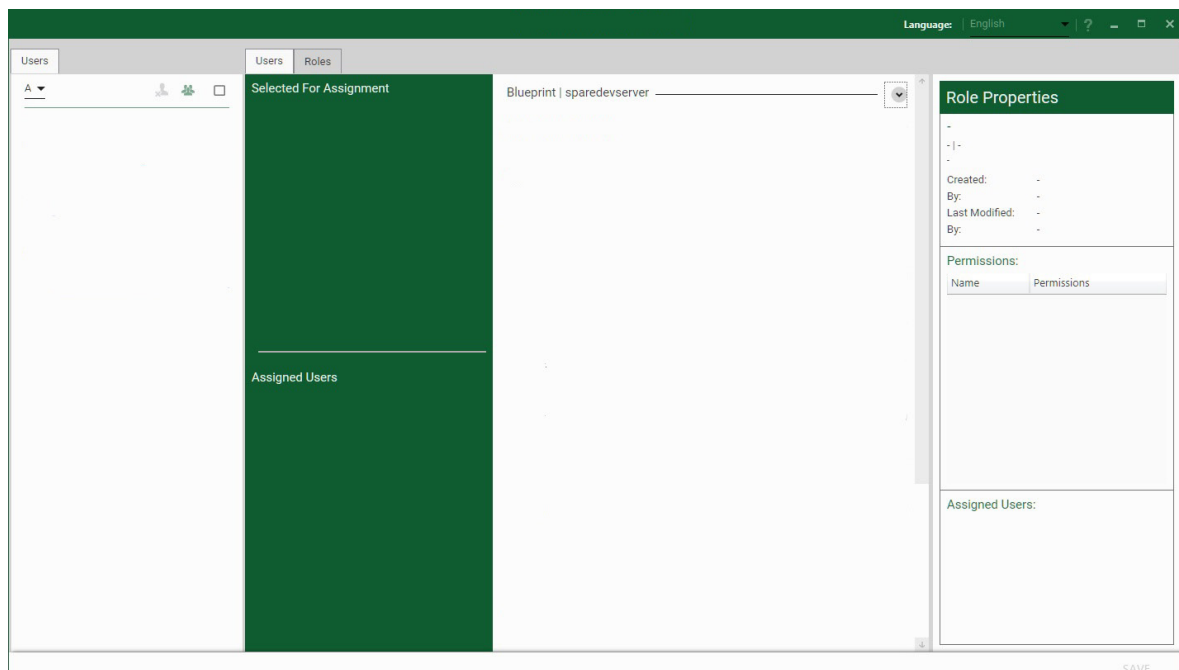 Language: English ?
Users
Users Roles
A
Selected For Assignment
Blueprint | sparedevserver
Assigned Users
Role Properties
-
- | -
-
Created: -
By: -
Last Modified: -
By: -
Permissions:
Name Permissions
Assigned Users:
SAVE